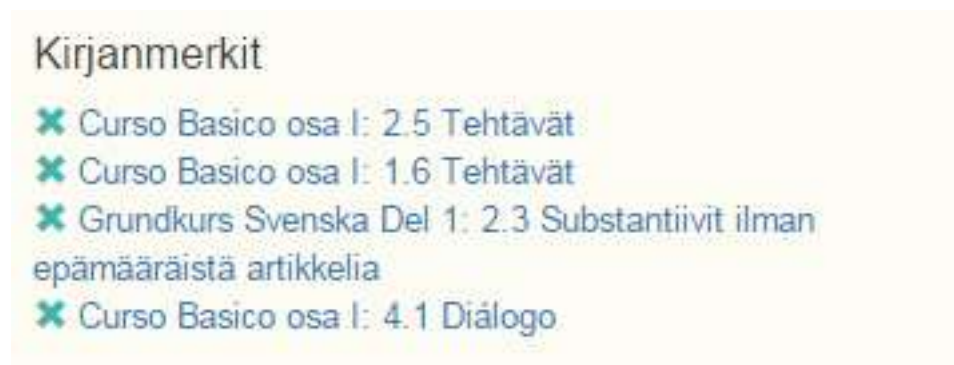 Kirjanmerkit
Curso Basico osa I: 2.5 Tehtävät
Curso Basico osa I: 1.6 Tehtävät
Grundkurs Svenska Del 1: 2.3 Substantiivit ilman
epämääräistä artikkelia
Curso Basico osa I: 4.1 Diálogo